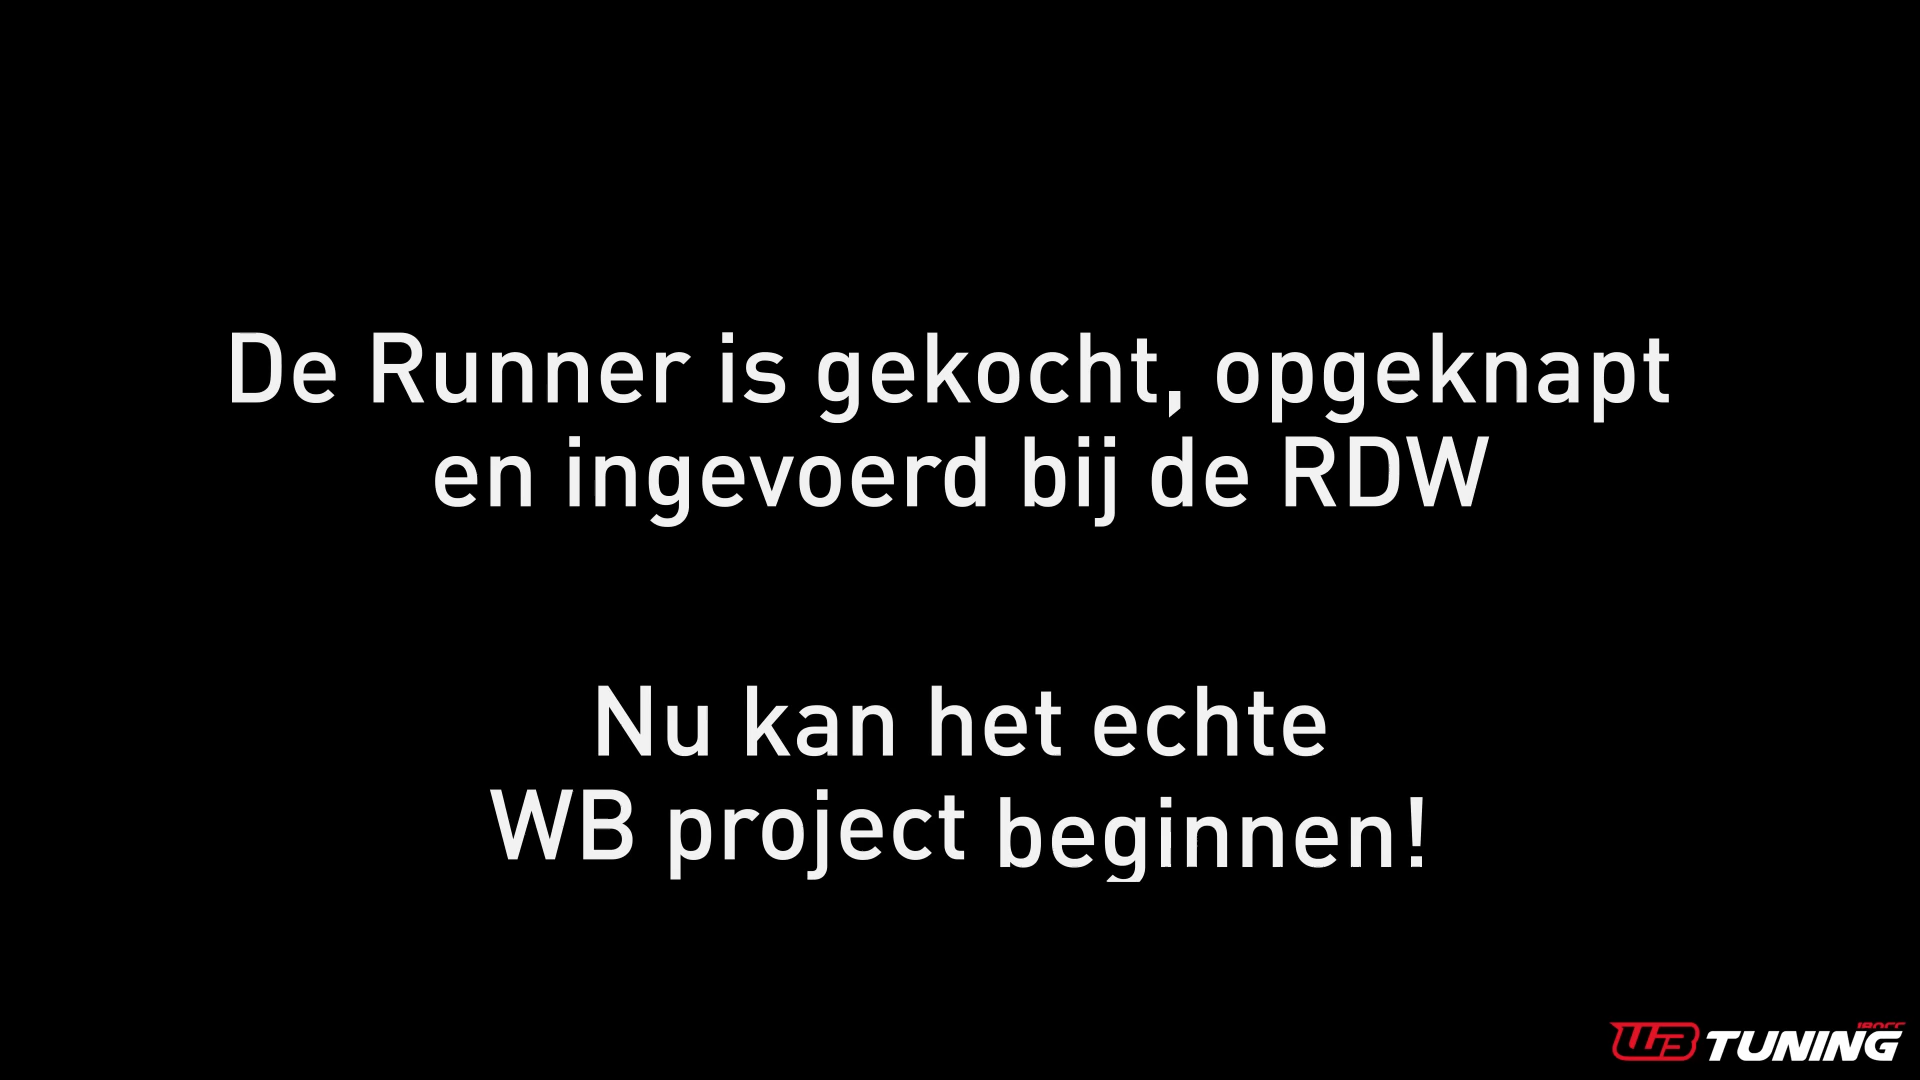 De Runner is gekocht, opgeknapt
en ingevoerd bij de RDW
Nu kan het echte
WB project beginnen!
WB TUNING